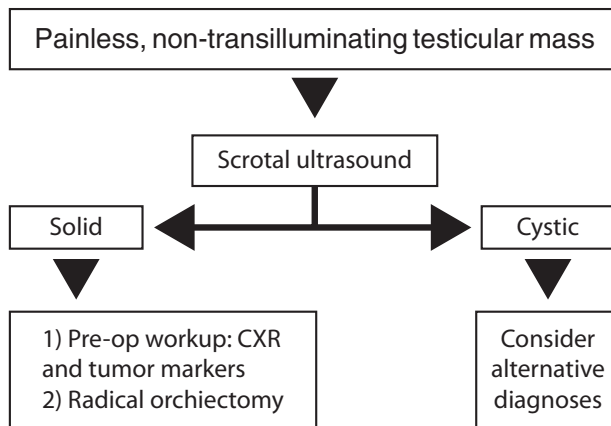 Painless, non-transilluminating testicular mass
Scrotal ultrasound
Solid
Cystic
1) Pre-op workup: CXR
and tumor markers
2) Radical orchiectomy
Consider
alternative
diagnoses